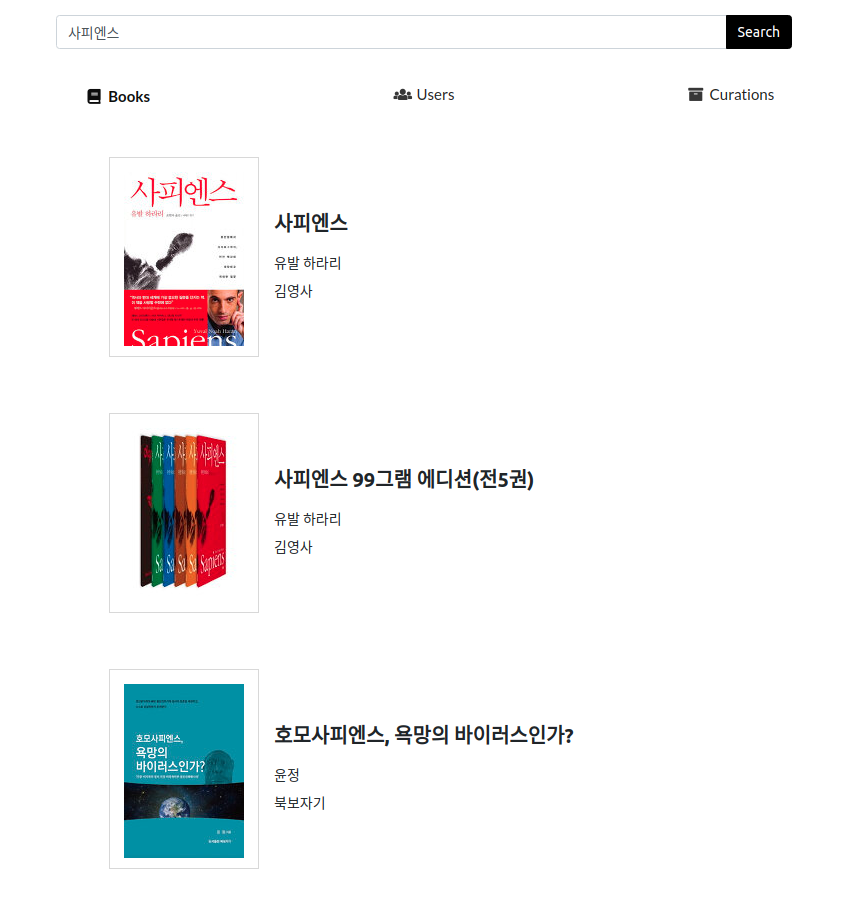 사피엔스
Search
Books
Users
Curations
사피엔스
유발 하라리
Yuval Noah Harari
Sapiens
사피엔스
유발 하라리
김영사
사피엔스
Sapiens
사피엔스 99그램 에디션(전5권)
유발 하라리
김영사
호모사피엔스,
욕망의
바이러스인가?
호모사피엔스, 욕망의 바이러스인가?
윤정
북보자기